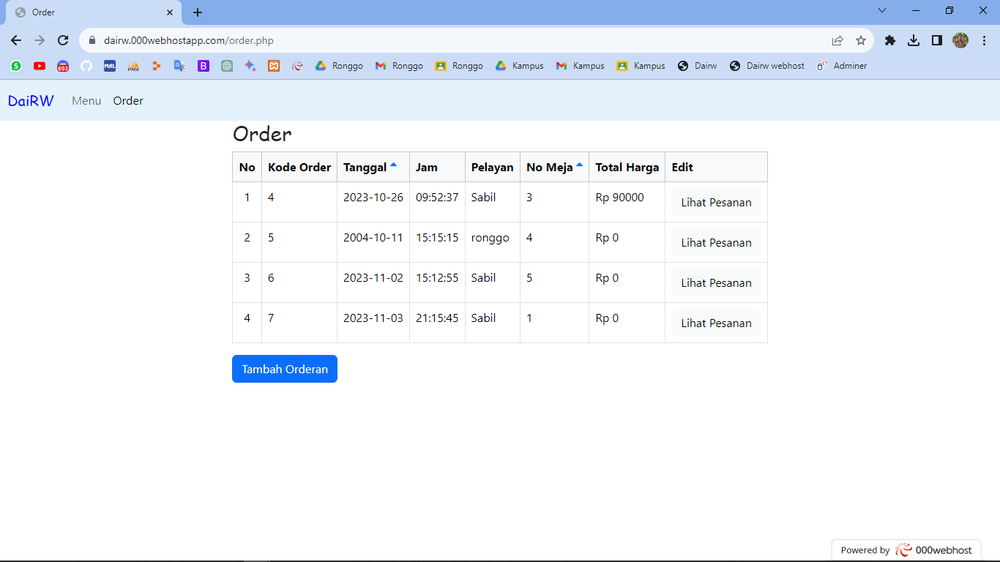 Order
dairw.000webhostapp.com/order.php
5 693 MAL PMA B Ronggo Ronggo Ronggo Kampus Kampus Kampus Dairw Dairw webhost Adminer
DaiRW Menu Order
Order
No Kode Order Tanggal Jam Pelayan No Meja Total Harga Edit
1 4 2023-10-26 09:52:37 Sabil 3 Rp 90000 Lihat Pesanan
2 5 2004-10-11 15:15:15 ronggo 4 Rp 0 Lihat Pesanan
3 6 2023-11-02 15:12:55 Sabil 5 Rp 0 Lihat Pesanan
4 7 2023-11-03 21:15:45 Sabil 1 Rp 0 Lihat Pesanan
Tambah Orderan
Powered by 000webhost